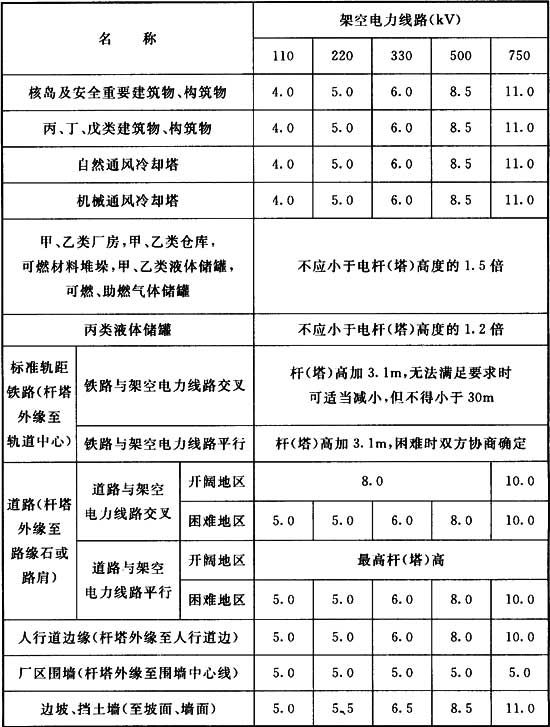 名 称
架空电力线路(kV)
110 220 330 500 750
核岛及安全重要建筑物、构筑物 4.0 5.0 6.0 8.5 11.0
丙、丁、戊类建筑物、构筑物 4.0 5.0 6.0 8.5 11.0
自然通风冷却塔 4.0 5.0 6.0 8.5 11.0
机械通风冷却塔 4.0 5.0 6.0 8.5 11.0
甲、乙类厂房,甲、乙类仓库,
可燃材料堆垛,甲、乙类液体储罐,
可燃、助燃气体储罐
不应小于电杆(塔)高度的1.5倍
丙类液体储罐 不应小于电杆(塔)高度的1.2倍
标准轨距
铁路(杆塔
外缘至
轨道中心)
铁路与架空电力线路交叉
杆(塔)高加3.1m,无法满足要求时
可适当减小,但不得小于30m
铁路与架空电力线路平行 杆(塔)高加3.1m,困难时双方协商确定
道路(杆塔
外缘至
路缘石或
路肩)
道路与架空
电力线路交叉
开阔地区 8.0 10.0
困难地区 5.0 5.0 6.0 8.0 10.0
道路与架空
电力线路平行
开阔地区 最高杆(塔)高
困难地区 5.0 5.0 6.0 8.0 10.0
人行道边缘(杆塔外缘至人行道边) 5.0 5.0 6.0 8.0 10.0
厂区围墙(杆塔外缘至围墙中心线) 5.0 5.0 5.0 5.0 5.0
边坡、挡土墙(至坡面、墙面) 5.0 5.5 6.5 8.5 11.0